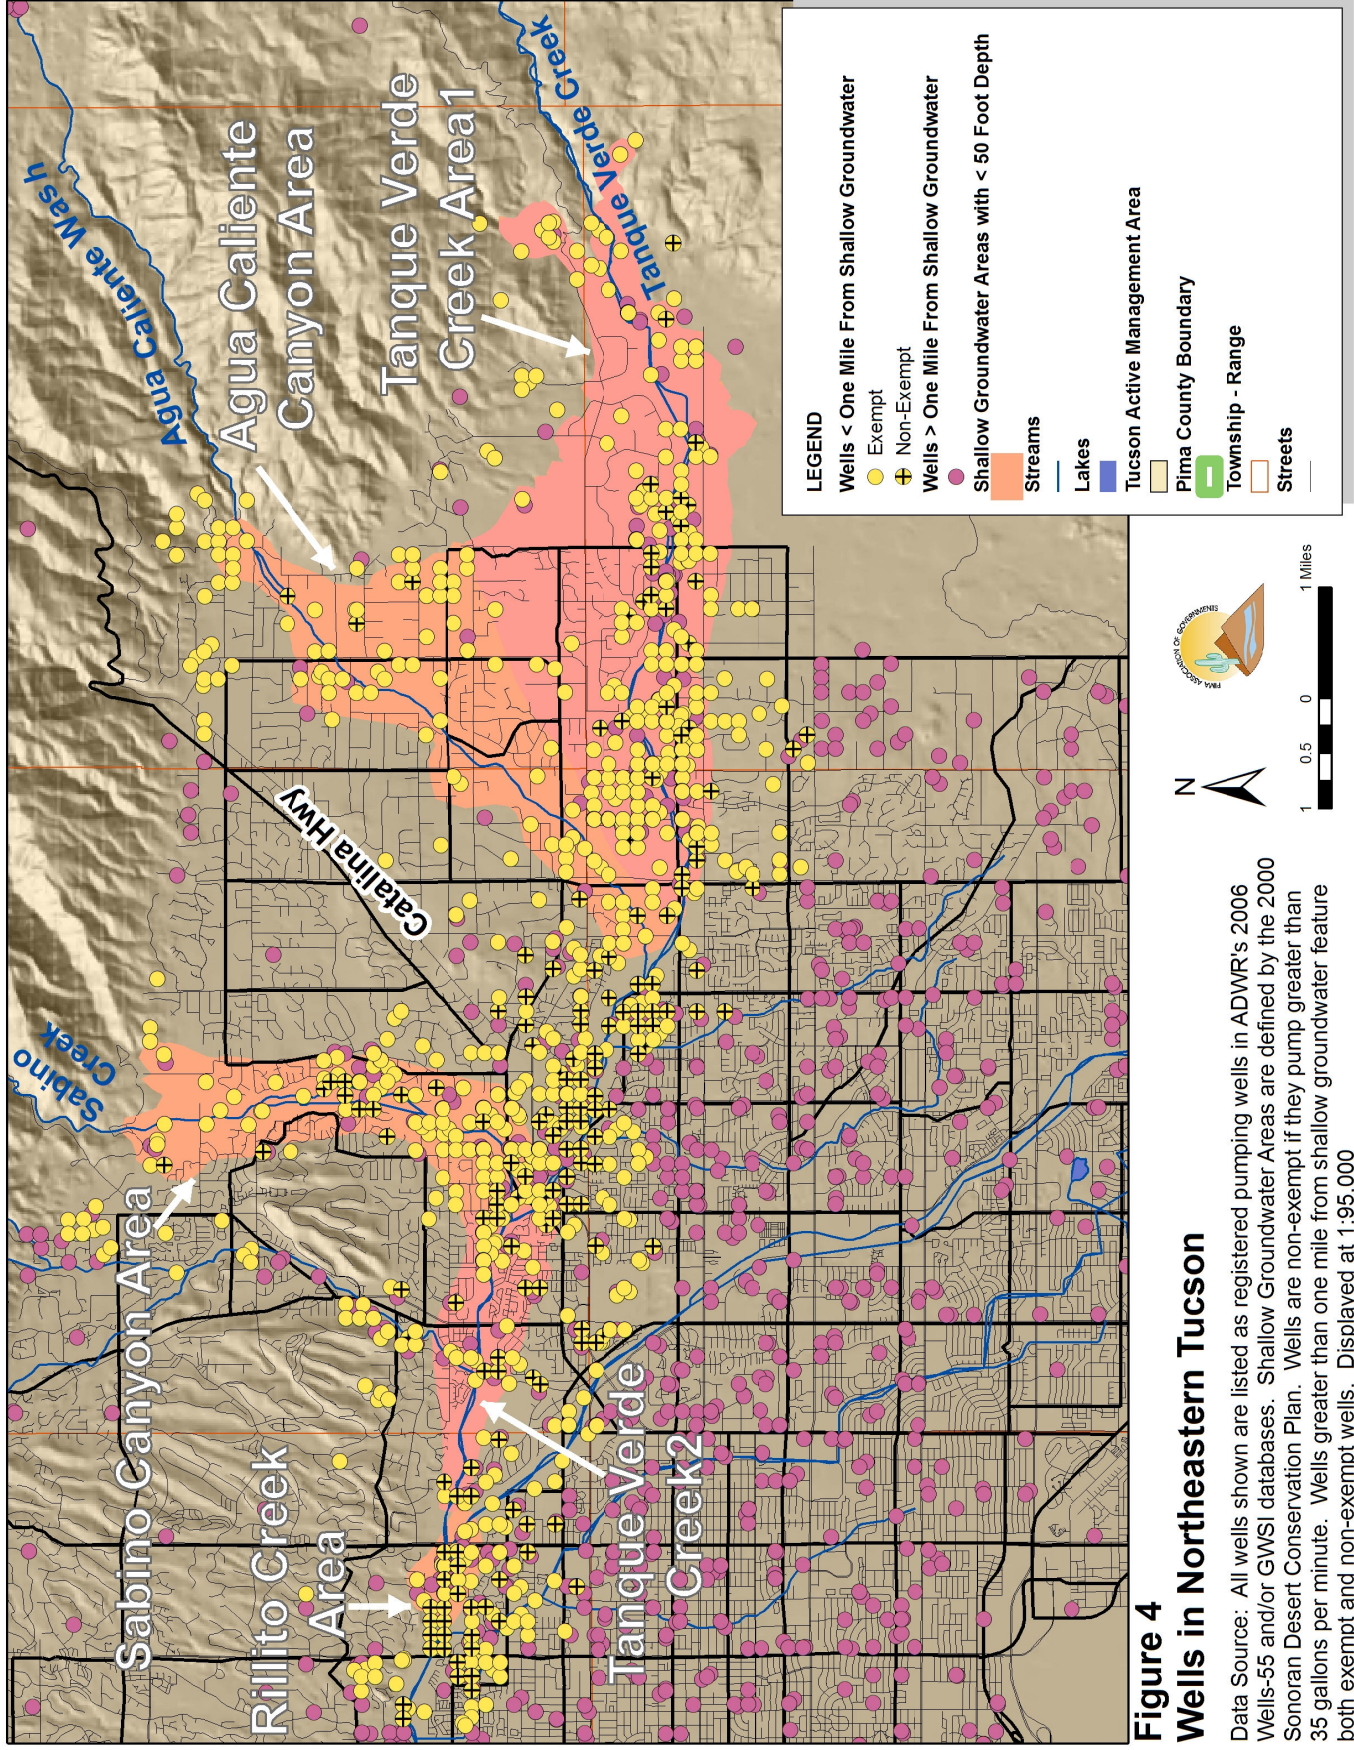 Sabino
Creek
Agua Caliente Wash
Tanque Verde Creek
Tanque Verde
Agua Caliente
Canyon Area
Tanque Verde
Creek Area1
Catalina Hwy
Sabino Canyon Area
Rillito Creek
Area
Tanque Verde
Creek2
LEGEND
Wells < One Mile From Shallow Groundwater
Exempt
Non-Exempt
Wells > One Mile From Shallow Groundwater
Shallow Groundwater Areas with < 50 Foot Depth
Streams
Lakes
Tucson Active Management Area
Pima County Boundary
Township - Range
Streets
Figure 4
Wells in Northeastern Tucson
Data Source: All wells shown are listed as registered pumping wells in ADWR's 2006
Wells-55 and/or GWSI databases. Shallow Groundwater Areas are defined by the 2000
Sonoran Desert Conservation Plan. Wells are non-exempt if they pump greater than
35 gallons per minute. Wells greater than one mile from shallow groundwater feature
both exempt and non-exempt wells. Displayed at 1:95,000
N
1 0.5 0 1 Miles
PIMA ASSOCIATION OF GOVERNMENTS